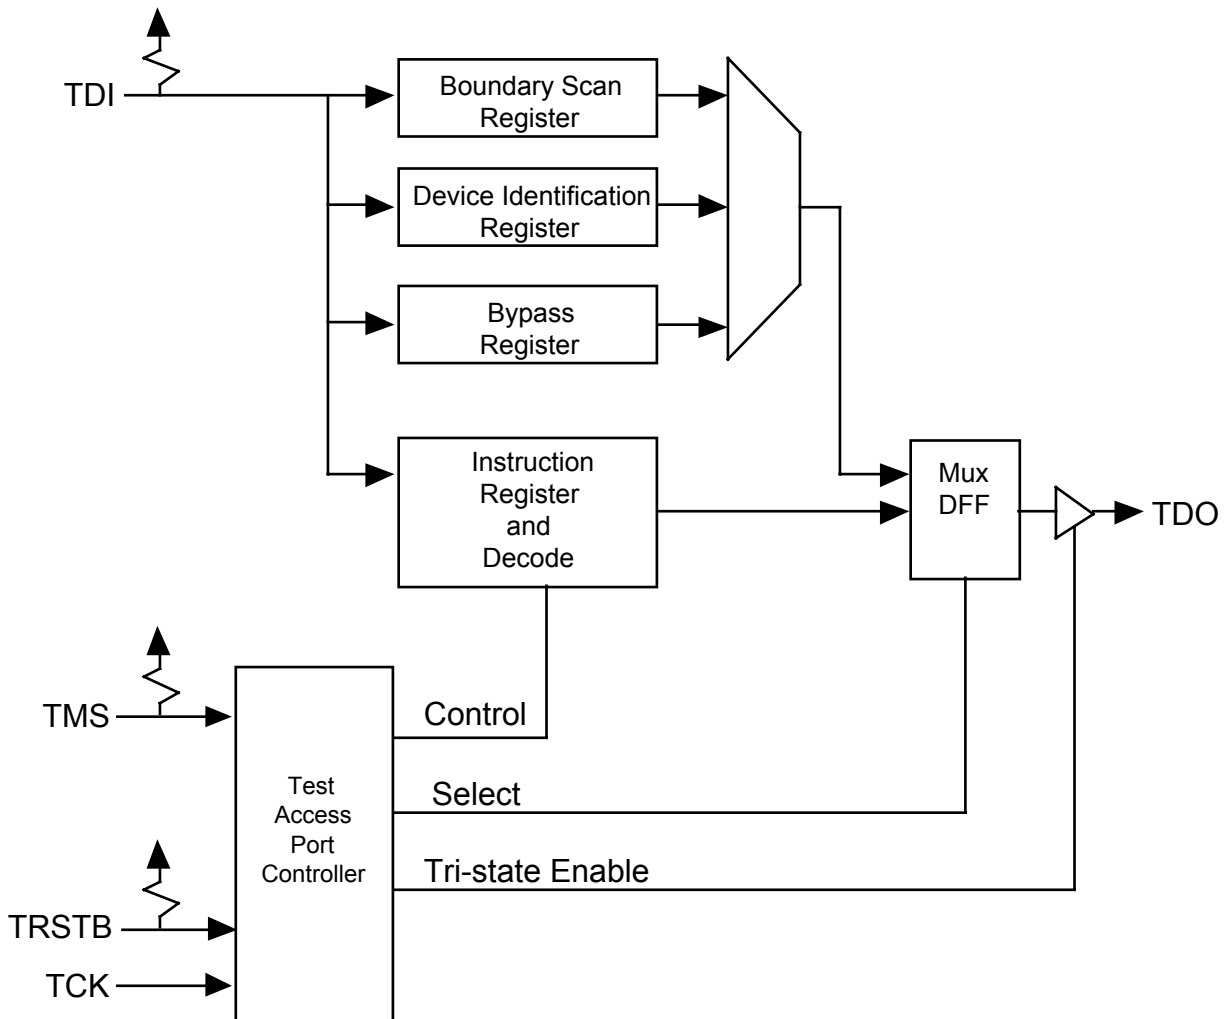 TDI
Boundary Scan
Register
Device Identification
Register
Bypass
Register
Instruction
Register
and
Decode
Mux
DFF
TDO
TMS
Control
Test
Access
Port
Controller
Select
Tri-state Enable
TRSTB
TCK